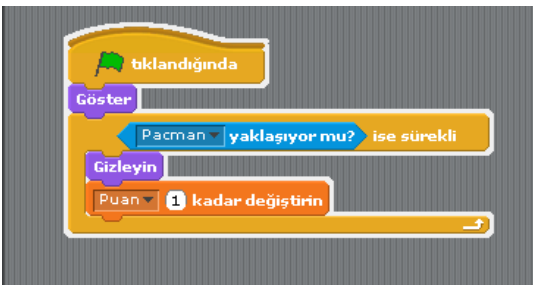 tıklandığında
Göster
Pacman yaklaşıyor mu? ise sürekli
Gizleyin
Puan 1 kadar değiştirin